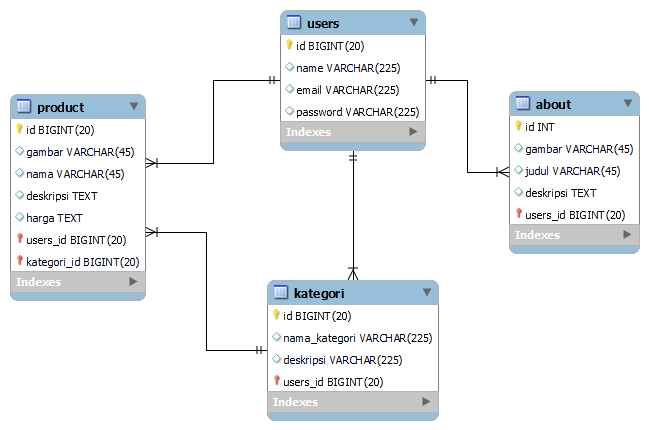 users
id BIGINT(20)
name VARCHAR(225)
email VARCHAR(225)
password VARCHAR(225)
Indexes
product
id BIGINT(20)
gambar VARCHAR(45)
nama VARCHAR(45)
deskripsi TEXT
harga TEXT
users_id BIGINT(20)
kategori_id BIGINT(20)
Indexes
about
id INT
gambar VARCHAR(45)
judul VARCHAR(45)
deskripsi TEXT
users_id BIGINT(20)
Indexes
kategori
id BIGINT(20)
nama_kategori VARCHAR(225)
deskripsi VARCHAR(225)
users_id BIGINT(20)
Indexes